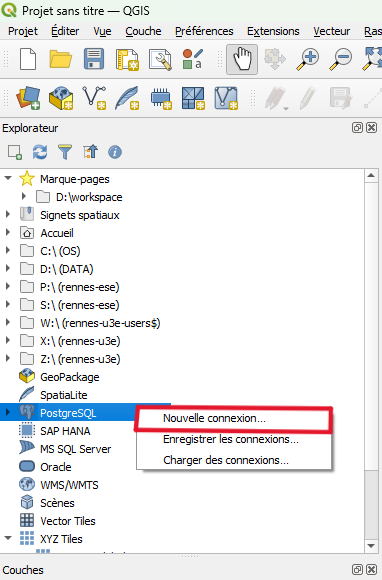 Projet sans titre — QGIS
Projet Éditer Vue Couche Préférences Extensions Vecteur Ras
Explorateur
Marque-pages
D:\workspace
Signets spatiaux
Accueil
C:\ (OS)
D:\ (DATA)
P:\ (rennes-ese)
S:\ (rennes-ese)
W:\ (rennes-u3e-users$)
X:\ (rennes-u3e)
Z:\ (rennes-u3e)
GeoPackage
SpatiaLite
PostgreSQL
Nouvelle connexion...
SAP HANA
Enregistrer les connexions...
MS SQL Server
Charger des connexions...
Oracle
WMS/WMTS
Scènes
Vector Tiles
XYZ Tiles
Couches